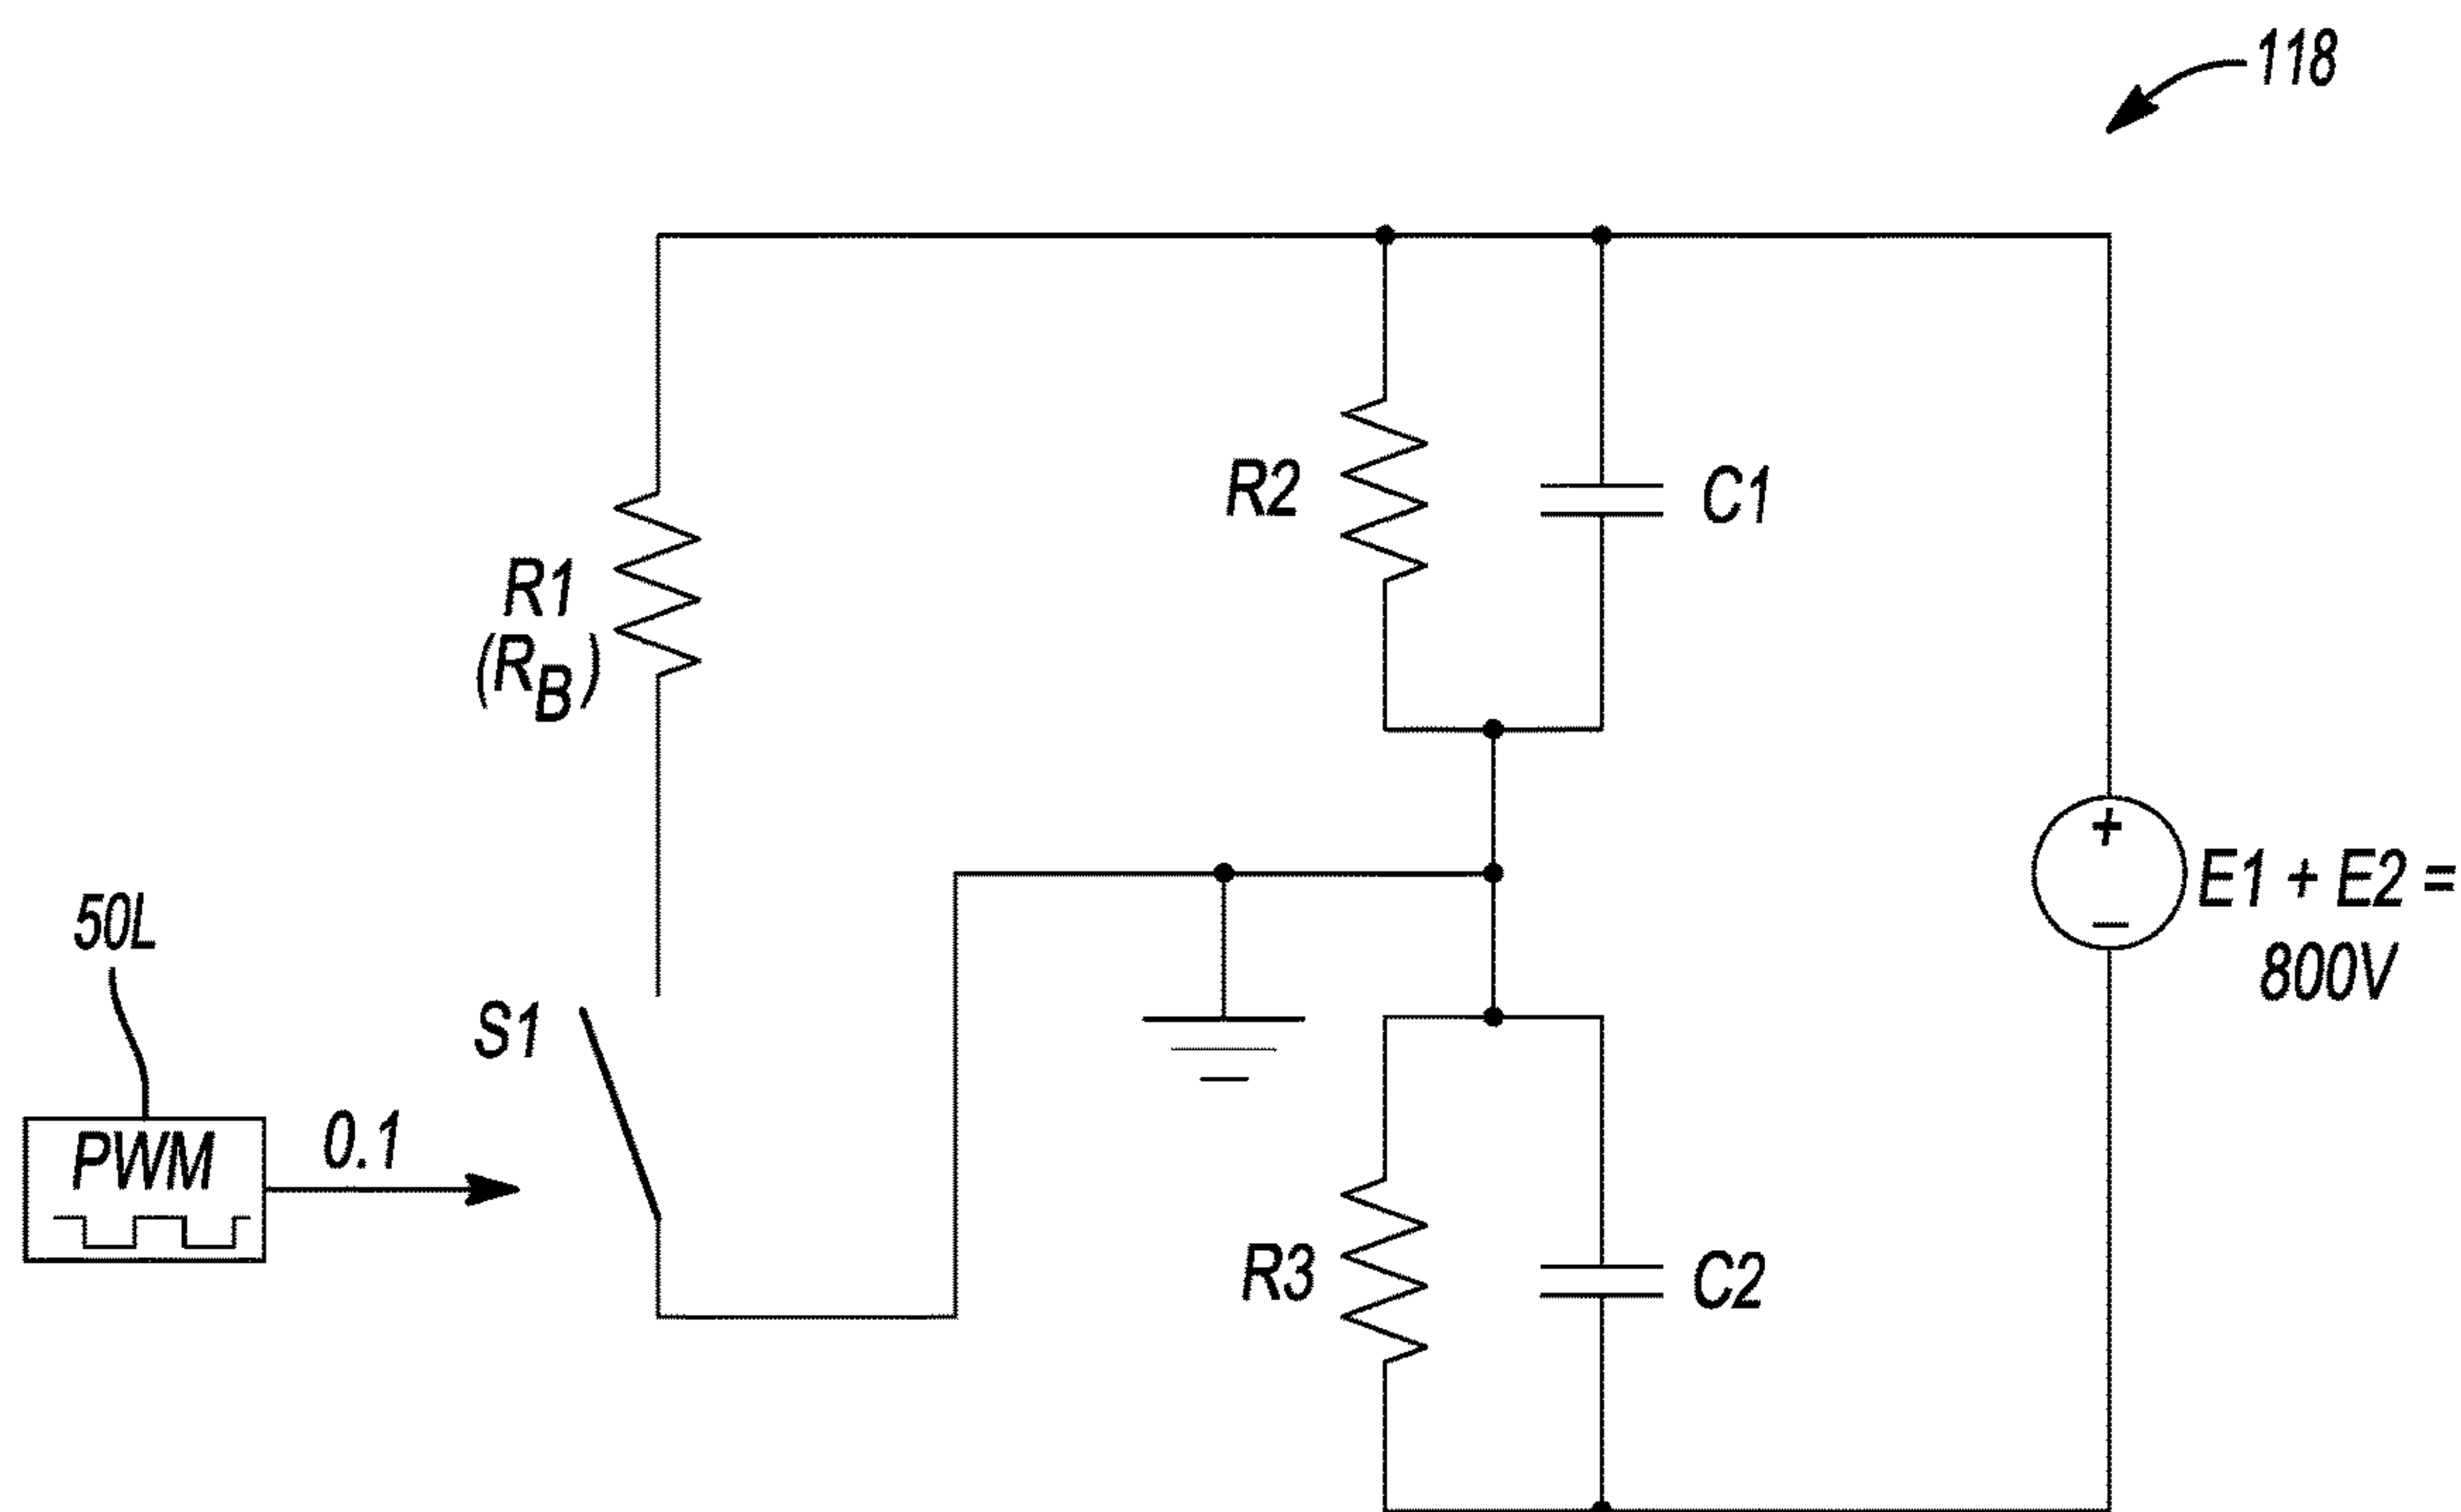 118
R2
C1
R1
(RB)
E1 + E2 =
800V
50L
S1
PWM
0.1
R3
C2